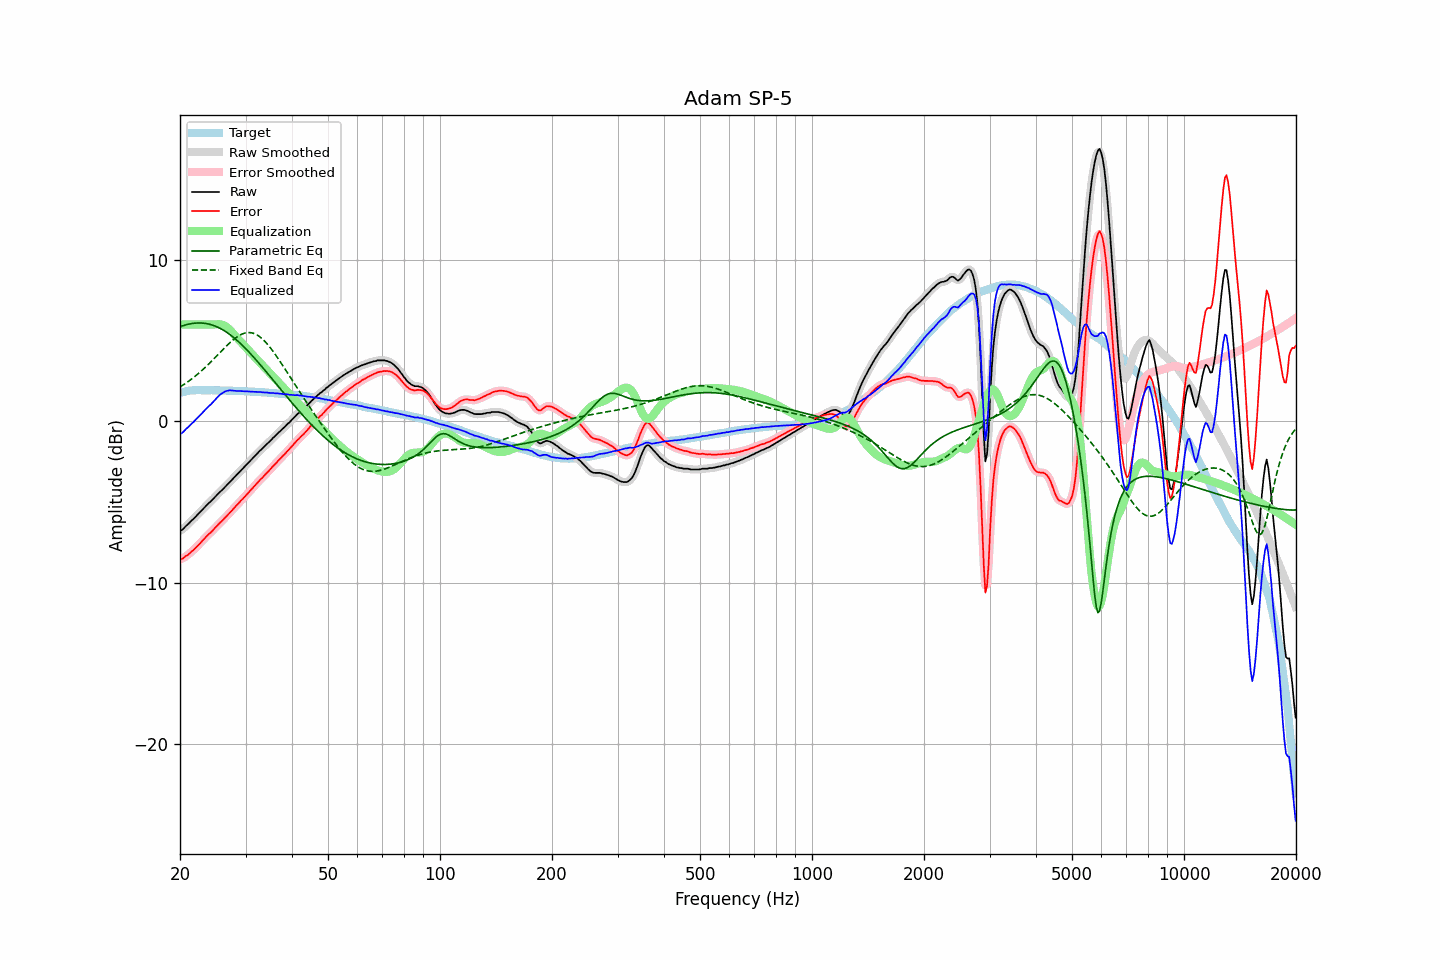 Adam SP-5
Target
Raw Smoothed
Error Smoothed
Raw
Error
Equalization
Parametric Eq
Fixed Band Eq
Equalized
10
0
−10
−20
Amplitude (dBr)
20 50 100 200 500 1000 2000 5000 10000 20000
Frequency (Hz)